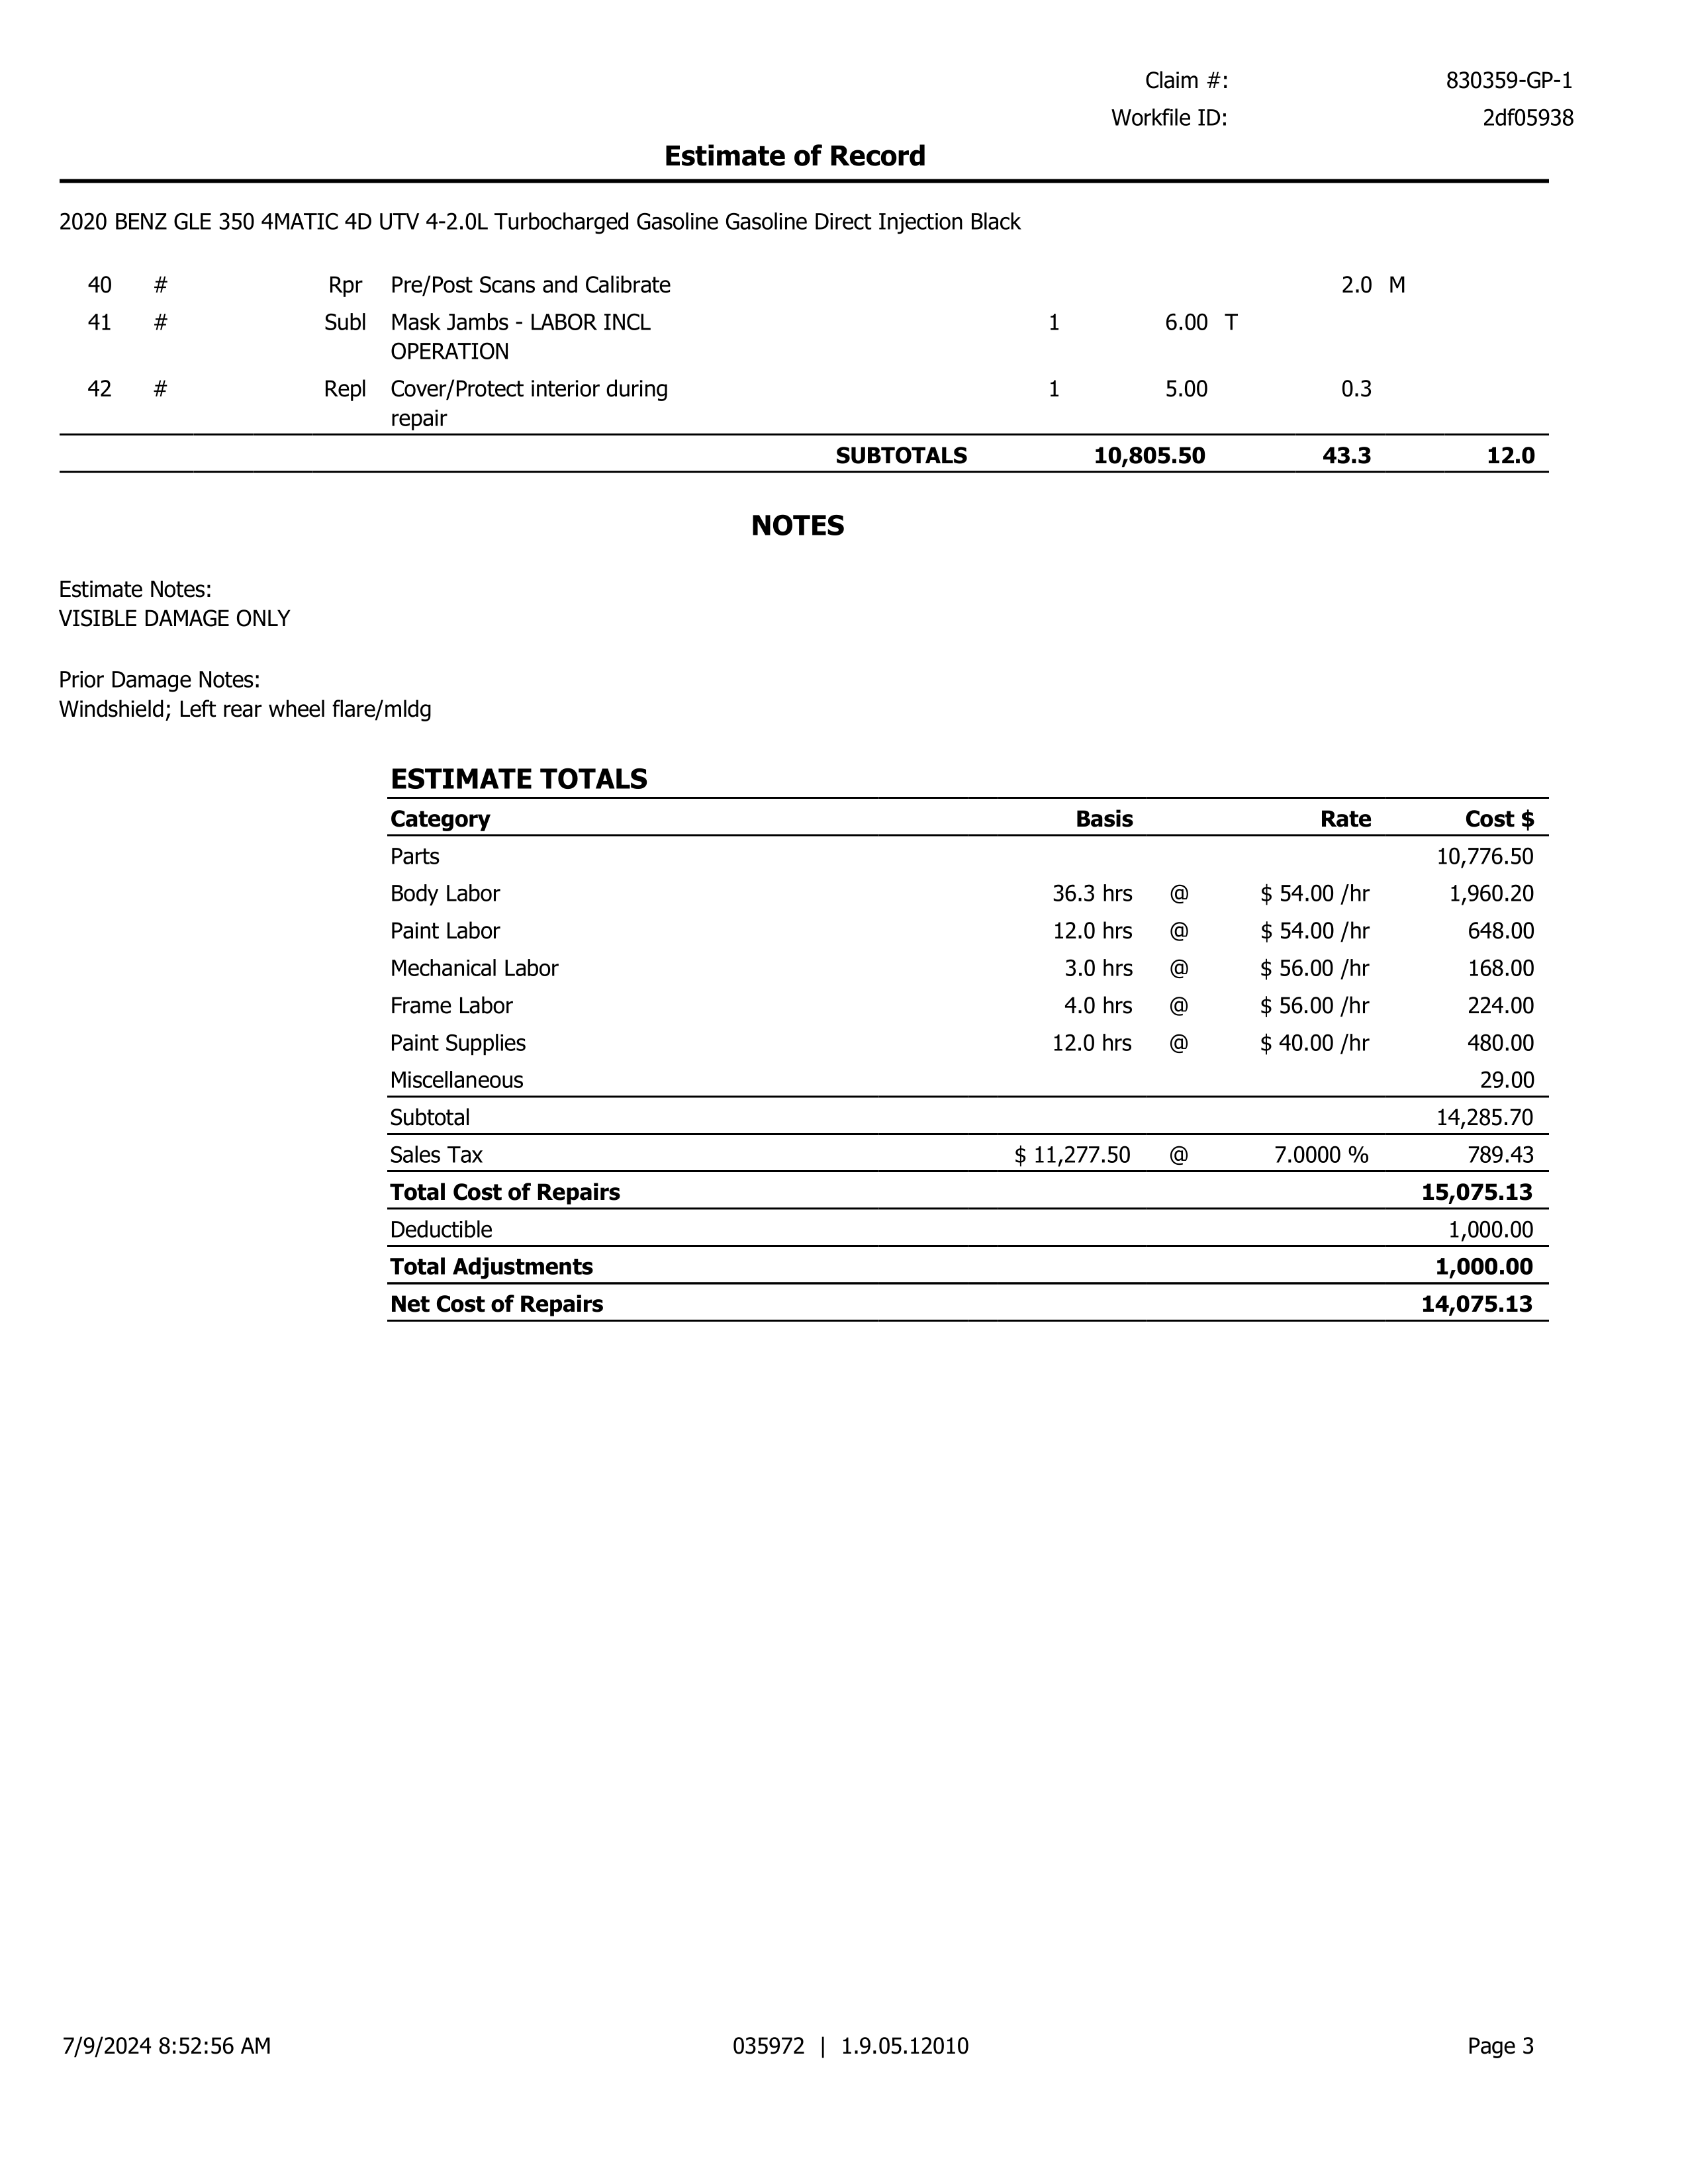 Claim #: 830359-GP-1
Workfile ID: 2df05938
Estimate of Record
2020 BENZ GLE 350 4MATIC 4D UTV 4-2.0L Turbocharged Gasoline Gasoline Direct Injection Black
40 # Rpr Pre/Post Scans and Calibrate 2.0 M
41 # Subl Mask Jambs - LABOR INCL 1 6.00 T
OPERATION
42 # Repl Cover/Protect interior during 1 5.00 0.3
repair
SUBTOTALS 10,805.50 43.3 12.0
NOTES
Estimate Notes:
VISIBLE DAMAGE ONLY
Prior Damage Notes:
Windshield; Left rear wheel flare/mldg
ESTIMATE TOTALS
Category Basis Rate Cost $
Parts 10,776.50
Body Labor 36.3 hrs @ $ 54.00 /hr 1,960.20
Paint Labor 12.0 hrs @ $ 54.00 /hr 648.00
Mechanical Labor 3.0 hrs @ $ 56.00 /hr 168.00
Frame Labor 4.0 hrs @ $ 56.00 /hr 224.00
Paint Supplies 12.0 hrs @ $ 40.00 /hr 480.00
Miscellaneous 29.00
Subtotal 14,285.70
Sales Tax $ 11,277.50 @ 7.0000 % 789.43
Total Cost of Repairs 15,075.13
Deductible 1,000.00
Total Adjustments 1,000.00
Net Cost of Repairs 14,075.13
7/9/2024 8:52:56 AM 035972 | 1.9.05.12010 Page 3